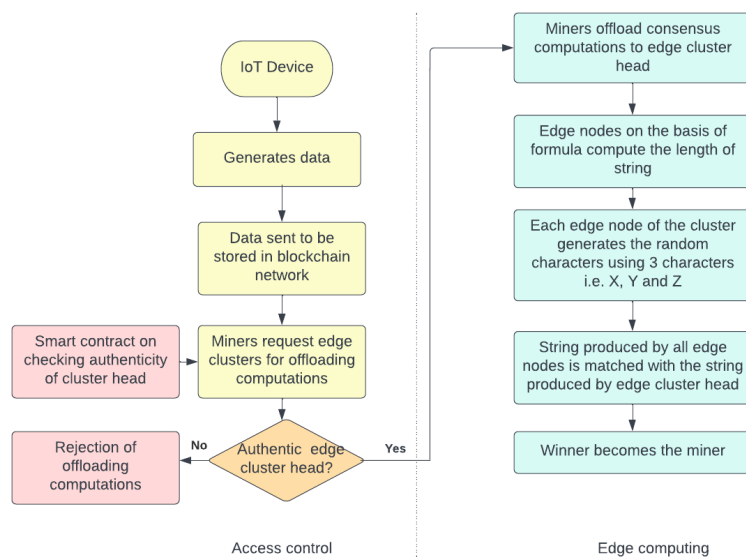 IoT Device
Generates data
Data sent to be
stored in blockchain
network
Smart contract on
checking authenticity
of cluster head
Miners request edge
clusters for offloading
computations
Authentic edge
cluster head?
No
Yes
Rejection of
offloading
computations
Access control
Miners offload consensus
computations to edge cluster
head
Edge nodes on the basis of
formula compute the length of
string
Each edge node of the cluster
generates the random
characters using 3 characters
i.e. X, Y and Z
String produced by all edge
nodes is matched with the string
produced by edge cluster head
Winner becomes the miner
Edge computing